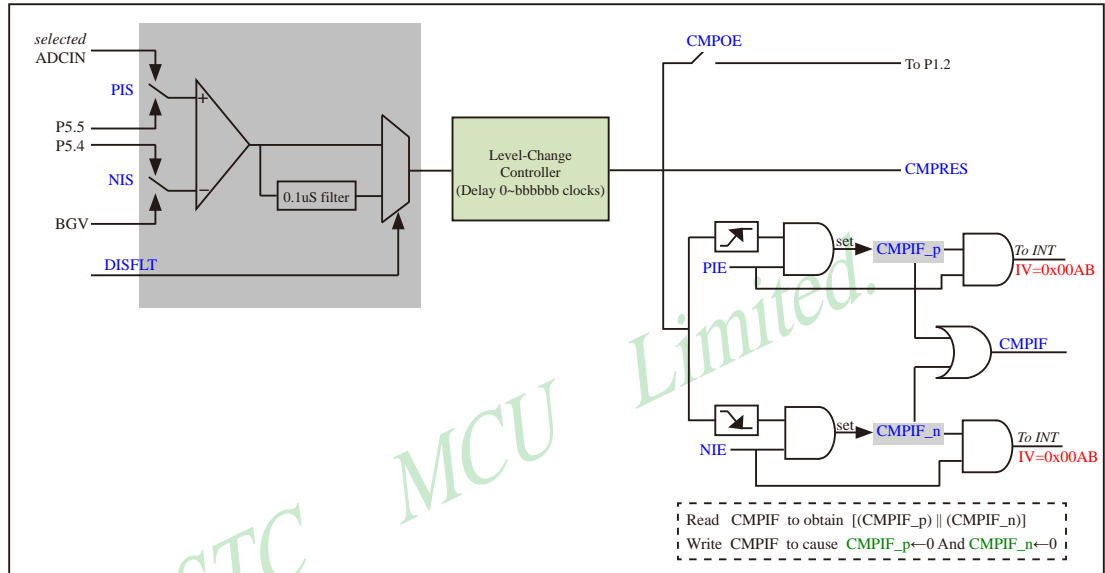 selected
ADCIN
PIS
P5.5
P5.4
NIS
BGV
DISFLT
+
−
0.1uS filter
Level-Change
Controller
(Delay 0~bbbbbb clocks)
CMPOE
To P1.2
CMPRES
PIE
set
CMPIF_p
To INT
IV=0x00AB
CMPIF
NIE
set
CMPIF_n
To INT
IV=0x00AB
Read CMPIF to obtain [(CMPIF_p) || (CMPIF_n)]
Write CMPIF to cause CMPIF_p←0 And CMPIF_n←0
STC MCU Limited.